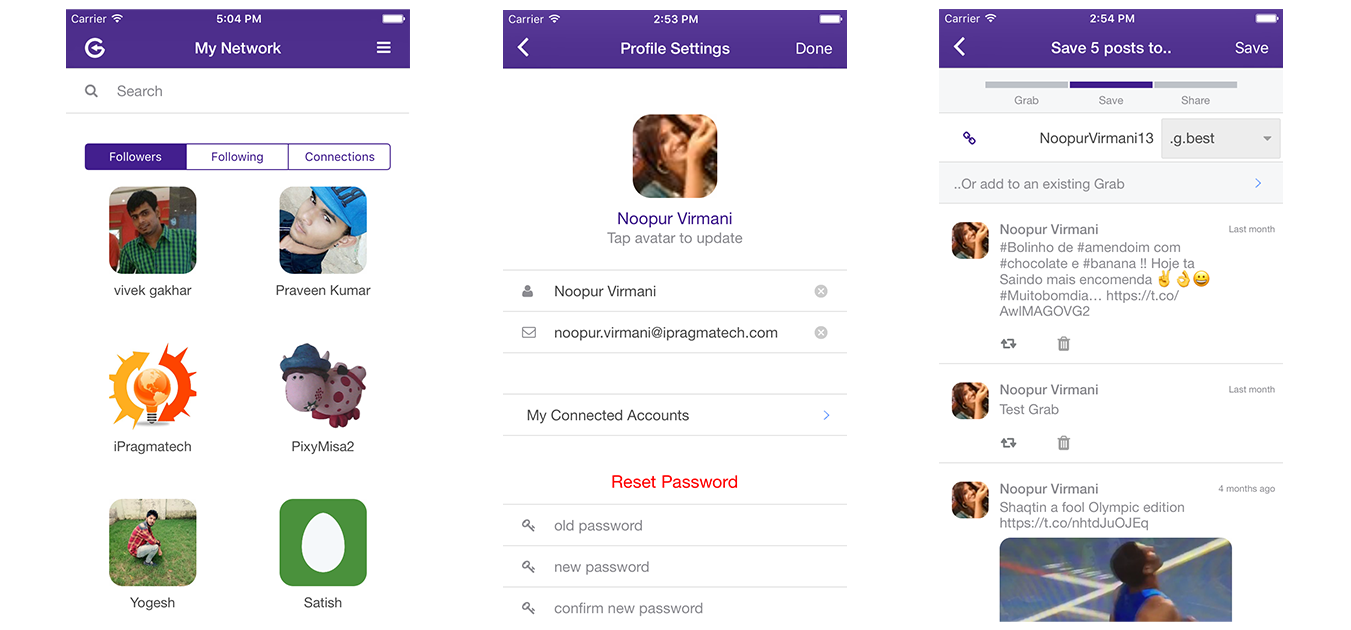 Carrier 5:04 PM
My Network
Search
Followers Following Connections
vivek gakhar Praveen Kumar
iPragmatech PixyMisa2
Yogesh Satish
Carrier 2:53 PM
Profile Settings Done
Noopur Virmani
Tap avatar to update
Noopur Virmani
noopur.virmani@ipragmatech.com
My Connected Accounts
Reset Password
old password
new password
confirm new password
Carrier 2:54 PM
Save 5 posts to.. Save
Grab Save Share
NoopurVirmani13 .g.best
..Or add to an existing Grab
Noopur Virmani Last month
#Bolinho de #amendoim com
#chocolate e #banana !! Hoje ta
Saindo mais encomenda ✌️👌😀
#Muitobomdia… https://t.co/
AwlMAGOVG2
Noopur Virmani Last month
Test Grab
Noopur Virmani 4 months ago
Shaqtin a fool Olympic edition
https://t.co/nhtdJuOJEq